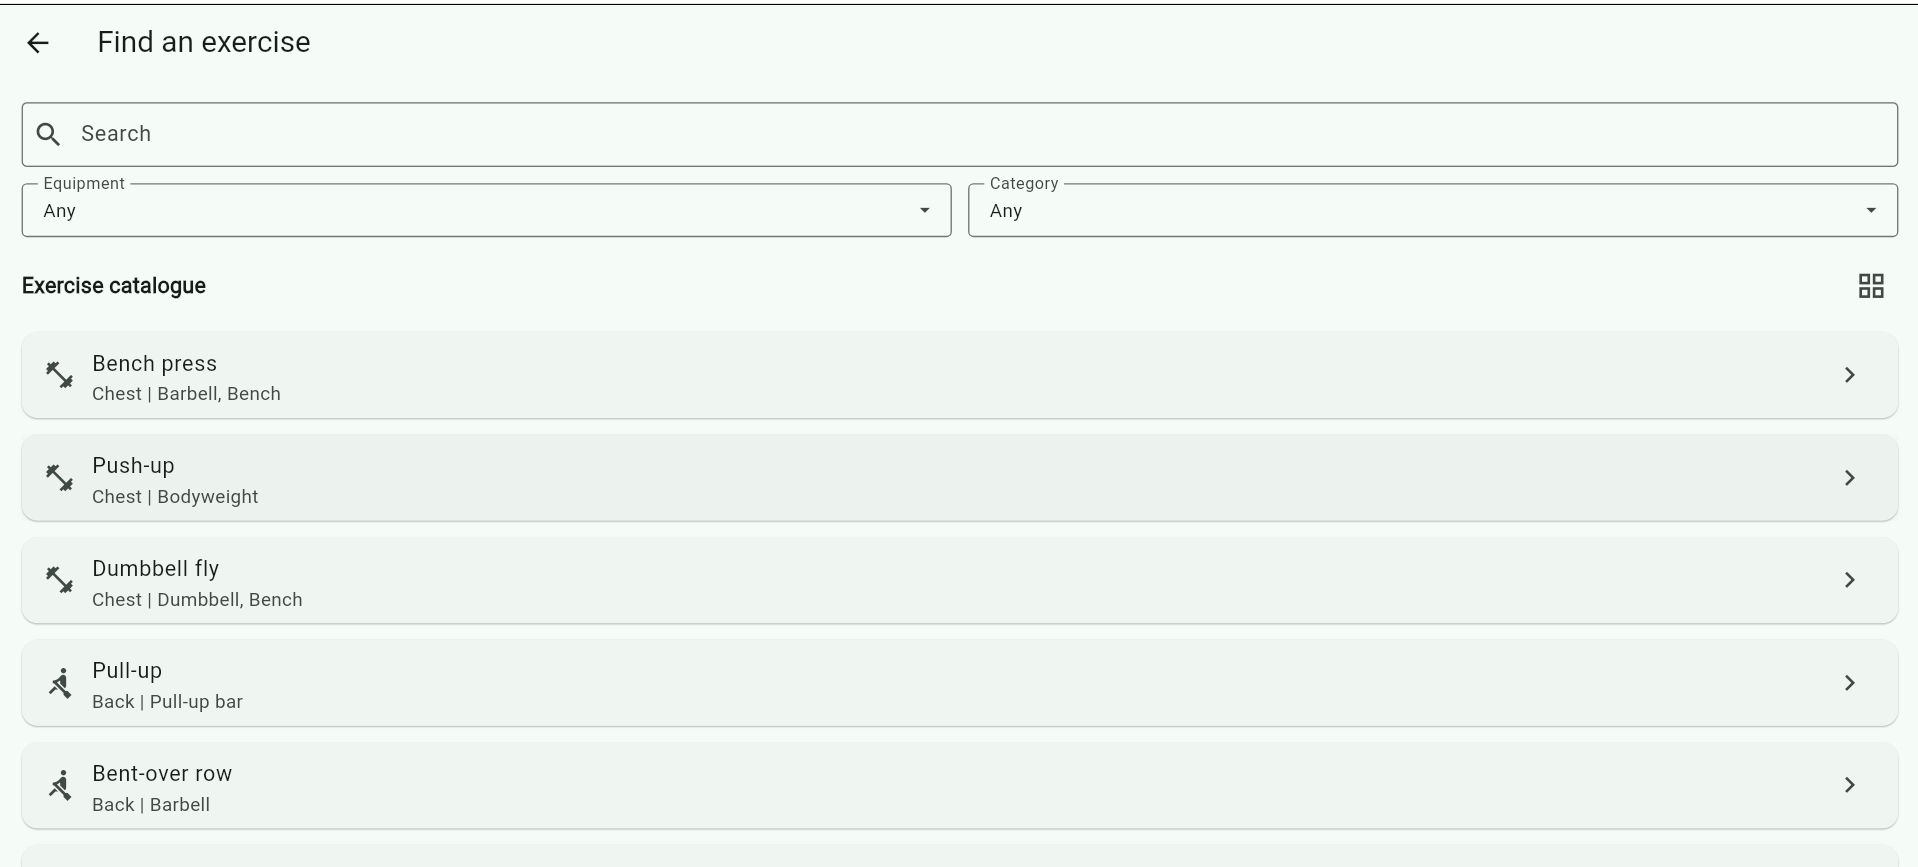 Find an exercise
Search
Equipment
Any
Category
Any
Exercise catalogue
Bench press
Chest | Barbell, Bench
Push-up
Chest | Bodyweight
Dumbbell fly
Chest | Dumbbell, Bench
Pull-up
Back | Pull-up bar
Bent-over row
Back | Barbell